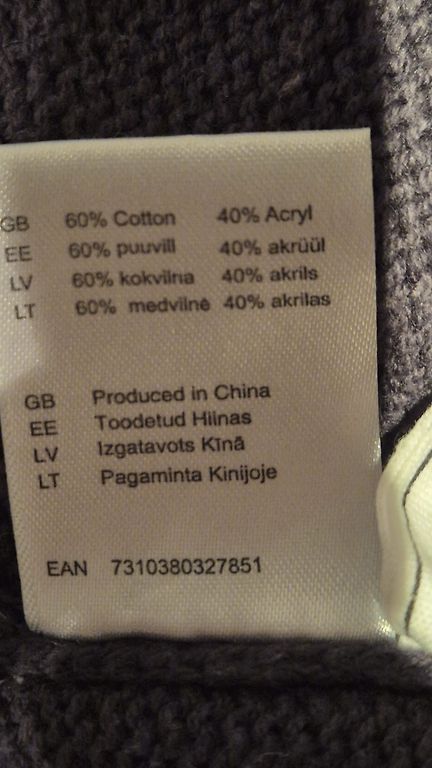 GB 60% Cotton 40% Acryl
EE 60% puuvill 40% akrüül
LV 60% kokvilna 40% akrils
LT 60% medvilnė 40% akrilas
GB Produced in China
EE Toodetud Hiinas
LV Izgatavots Kīnā
LT Pagaminta Kinijoje
EAN 7310380327851